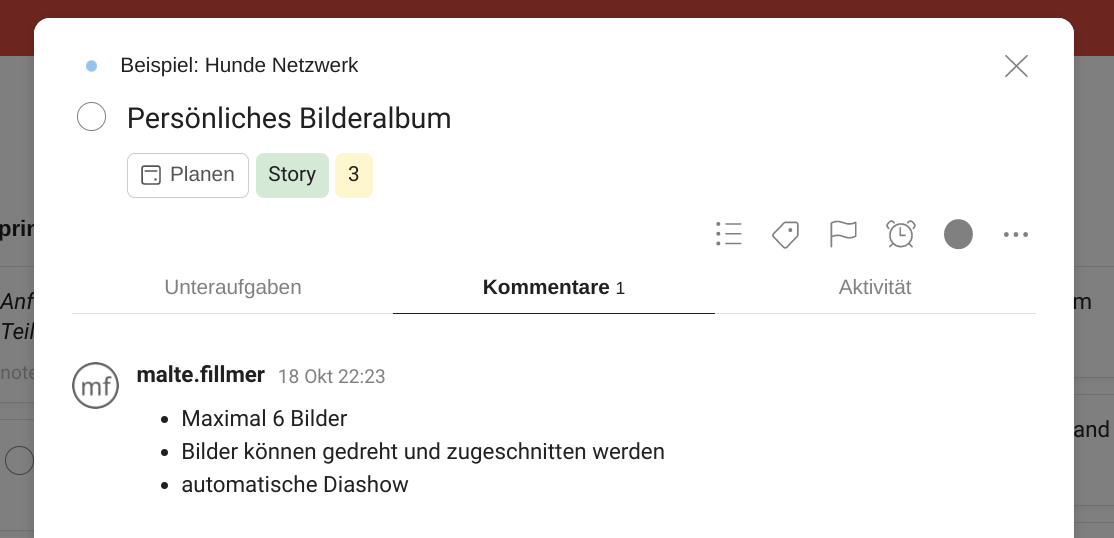 Beispiel: Hunde Netzwerk
Persönliches Bilderalbum
Planen Story 3
prin
Unteraufgaben Kommentare 1 Aktivität
Anf
Teil
note
m
and
malte.fillmer 18 Okt 22:23
mf
Maximal 6 Bilder
Bilder können gedreht und zugeschnitten werden
automatische Diashow